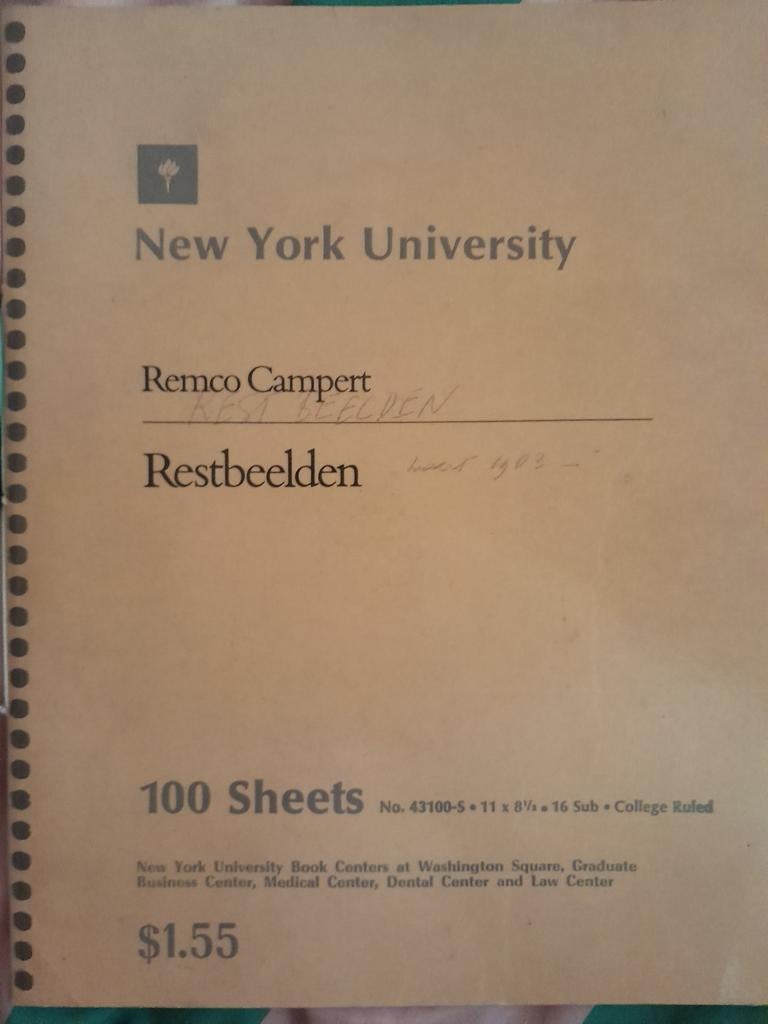 New York University
Remco Campert
REST BEELDEN
Restbeelden
100 Sheets No. 43100-S • 11 x 8½ • 16 Sub • College Ruled
New York University Book Centers at Washington Square, Graduate
Business Center, Medical Center, Dental Center and Law Center
$1.55